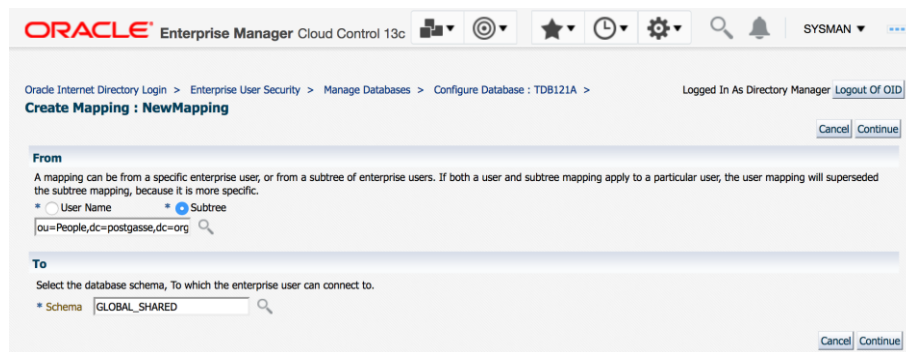 ORACLE® Enterprise Manager Cloud Control 13c SYSMAN
Oracle Internet Directory Login > Enterprise User Security > Manage Databases > Configure Database : TDB121A > Logged In As Directory Manager Logout Of OID
Create Mapping : NewMapping
Cancel Continue
From
A mapping can be from a specific enterprise user, or from a subtree of enterprise users. If both a user and subtree mapping apply to a particular user, the user mapping will superseded
the subtree mapping, because it is more specific.
* User Name * Subtree
ou=People,dc=postgasse,dc=org
To
Select the database schema, To which the enterprise user can connect to.
* Schema GLOBAL_SHARED
Cancel Continue